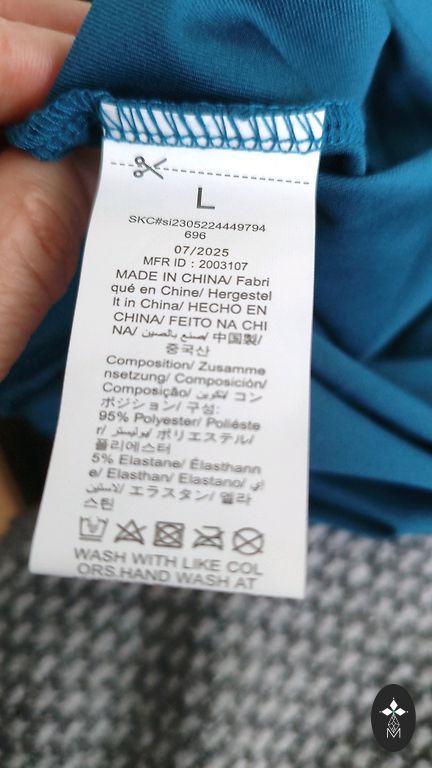 L
SKC#si2305224449794
696
07/2025
MFR ID : 2003107
MADE IN CHINA/ Fabri
qué en Chine/ Hergestel
lt in China/ HECHO EN
CHINA/ FEITO NA CHI
NA/ صنع بالصين/ 中国製/
중국산
Composition/ Zusamme
nsetzung/ Composición/
Composição/ تكوين/ コン
ポジション/ 구성:
95% Polyester/ Poliéste
r/ بوليستر/ ポリエステル/
폴리에스터
5% Elastane/ Élasthann
e/ Elasthan/ Elastano/ اي
لاستين/ エラスタン/ 엘라
스틴
WASH WITH LIKE COL
ORS.HAND WASH AT
M